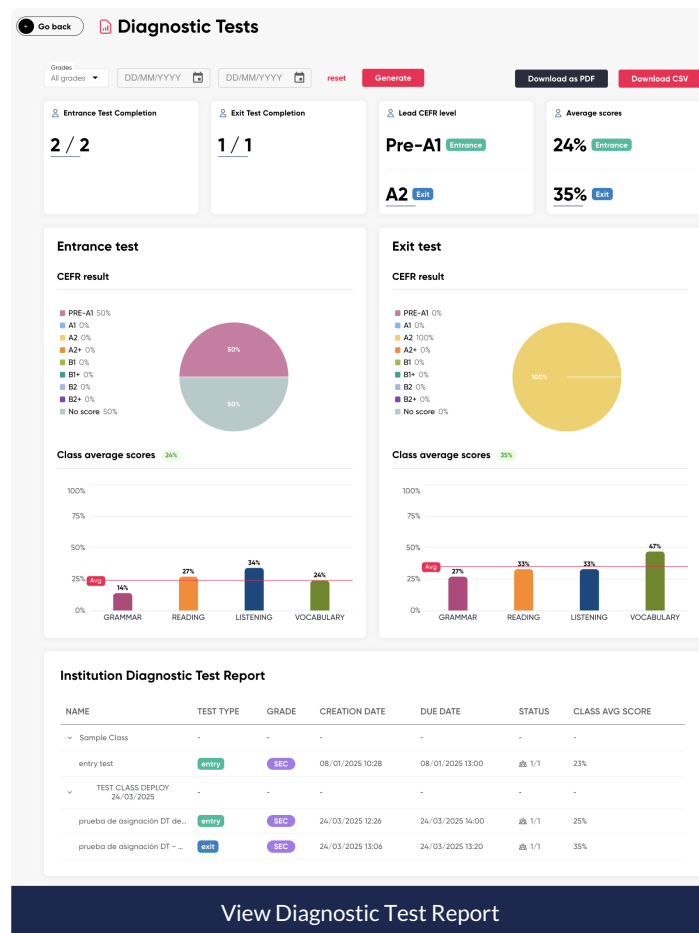 Go back
Diagnostic Tests
Grades
All grades
DD/MM/YYYY
DD/MM/YYYY
reset
Generate
Download as PDF
Download CSV
Entrance Test Completion
2 / 2
Exit Test Completion
1 / 1
Lead CEFR level
Pre-A1 Entrance
A2 Exit
Average scores
24% Entrance
35% Exit
Entrance test
CEFR result
PRE-A1 50%
A1 0%
A2 0%
A2+ 0%
B1 0%
B1+ 0%
B2 0%
B2+ 0%
No score 50%
50%
50%
Class average scores 24%
100%
75%
50%
25%
0%
Avg
14%
27%
34%
24%
GRAMMAR READING LISTENING VOCABULARY
Exit test
CEFR result
PRE-A1 0%
A1 0%
A2 100%
A2+ 0%
B1 0%
B1+ 0%
B2 0%
B2+ 0%
No score 0%
100%
Class average scores 35%
100%
75%
50%
25%
0%
Avg
27%
33%
33%
47%
GRAMMAR READING LISTENING VOCABULARY
Institution Diagnostic Test Report
NAME TEST TYPE GRADE CREATION DATE DUE DATE STATUS CLASS AVG SCORE
Sample Class - - - - - -
entry test entry SEC 08/01/2025 10:28 08/01/2025 13:00 1/1 23%
TEST CLASS DEPLOY
24/03/2025 - - - - - -
prueba de asignación DT de... entry SEC 24/03/2025 12:26 24/03/2025 14:00 1/1 25%
prueba de asignación DT - ... exit SEC 24/03/2025 13:06 24/03/2025 13:20 1/1 35%
View Diagnostic Test Report